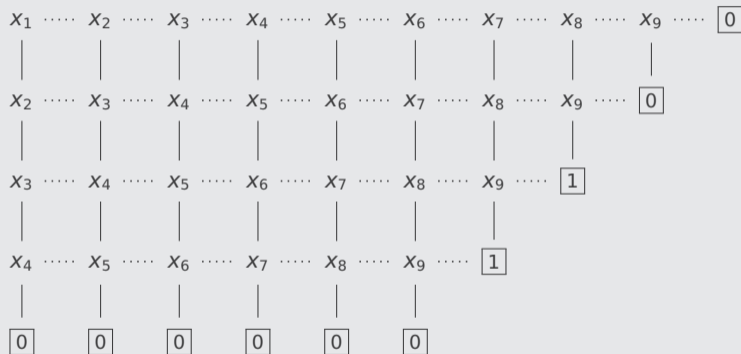 x₁ ····· x₂ ····· x₃ ····· x₄ ····· x₅ ····· x₆ ····· x₇ ····· x₈ ····· x₉ ····· 0
x₂ ····· x₃ ····· x₄ ····· x₅ ····· x₆ ····· x₇ ····· x₈ ····· x₉ ····· 0
x₃ ····· x₄ ····· x₅ ····· x₆ ····· x₇ ····· x₈ ····· x₉ ····· 1
x₄ ····· x₅ ····· x₆ ····· x₇ ····· x₈ ····· x₉ ····· 1
0 0 0 0 0 0